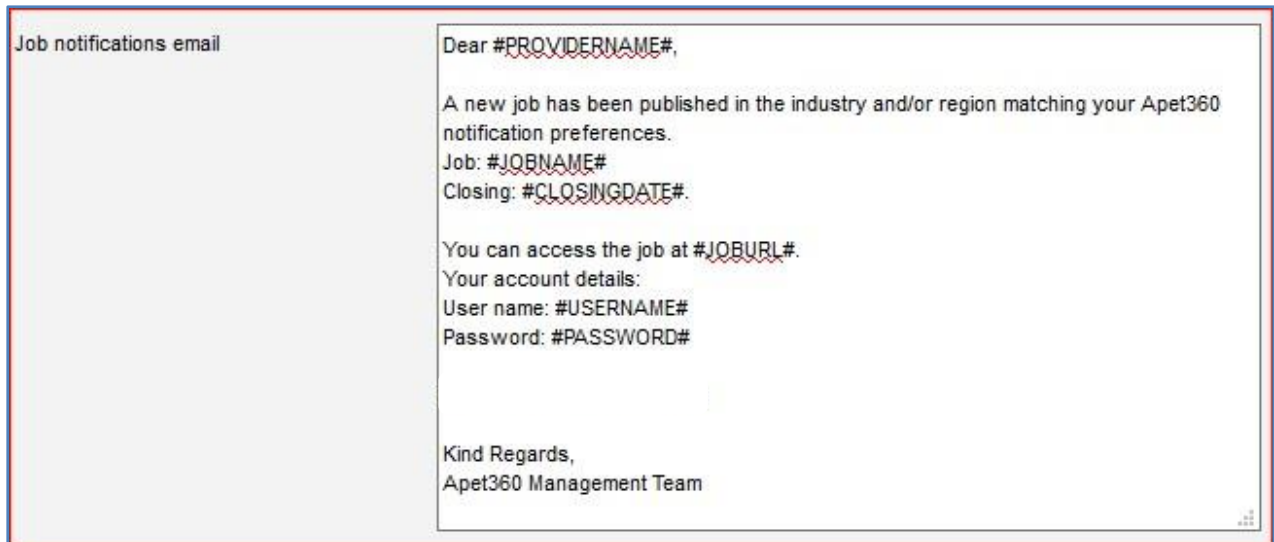 Job notifications email
Dear #PROVIDERNAME#,
A new job has been published in the industry and/or region matching your Apet360
notification preferences.
Job: #JOBNAME#
Closing: #CLOSINGDATE#.
You can access the job at #JOBURL#.
Your account details:
User name: #USERNAME#
Password: #PASSWORD#
Kind Regards,
Apet360 Management Team